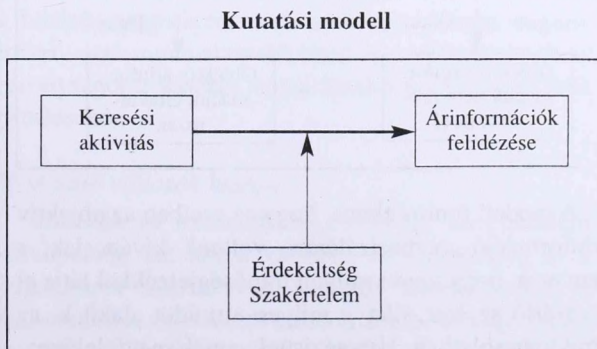 Kutatási modell
Keresési
aktivitás
Árinformációk
felidézése
Érdekeltség
Szakértelem